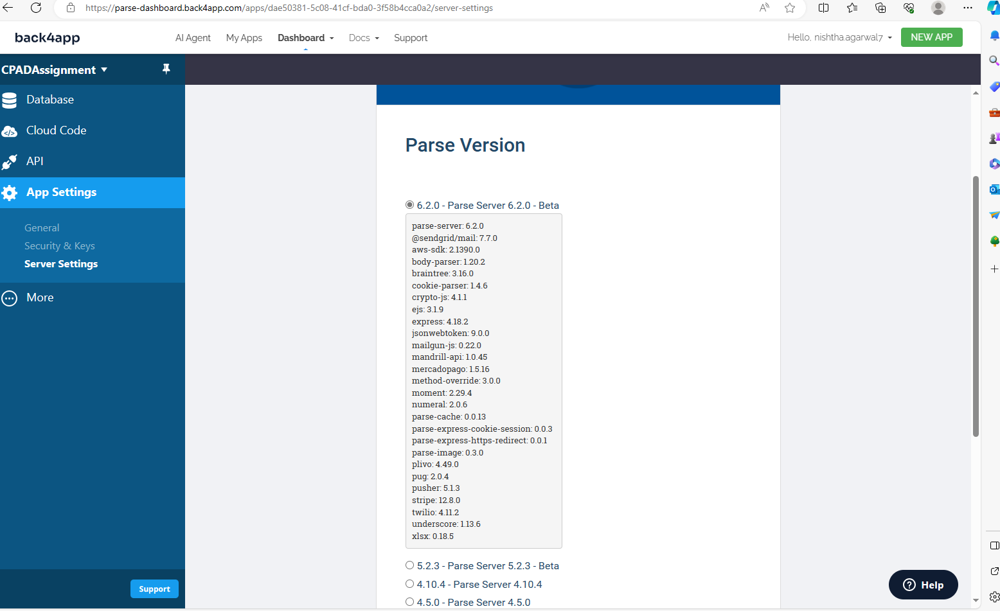 https://parse-dashboard.back4app.com/apps/dae50381-5c08-41cf-bda0-3f58b4cca0a2/server-settings
back4app
AI Agent
My Apps
Dashboard
Docs
Support
Hello, nishtha.agarwal7
NEW APP
CPADAssignment
Database
Cloud Code
API
App Settings
General
Security & Keys
Server Settings
More
Support
Parse Version
6.2.0 - Parse Server 6.2.0 - Beta
parse-server: 6.2.0
@sendgrid/mail: 7.7.0
aws-sdk: 2.1390.0
body-parser: 1.20.2
braintree: 3.16.0
cookie-parser: 1.4.6
crypto-js: 4.1.1
ejs: 3.1.9
express: 4.18.2
jsonwebtoken: 9.0.0
mailgun-js: 0.22.0
mandrill-api: 1.0.45
mercadopago: 1.5.16
method-override: 3.0.0
moment: 2.29.4
numeral: 2.0.6
parse-cache: 0.0.13
parse-express-cookie-session: 0.0.3
parse-express-https-redirect: 0.0.1
parse-image: 0.3.0
plivo: 4.49.0
pug: 2.0.4
pusher: 5.1.3
stripe: 12.8.0
twilio: 4.11.2
underscore: 1.13.6
xlsx: 0.18.5
5.2.3 - Parse Server 5.2.3 - Beta
4.10.4 - Parse Server 4.10.4
4.5.0 - Parse Server 4.5.0
Help